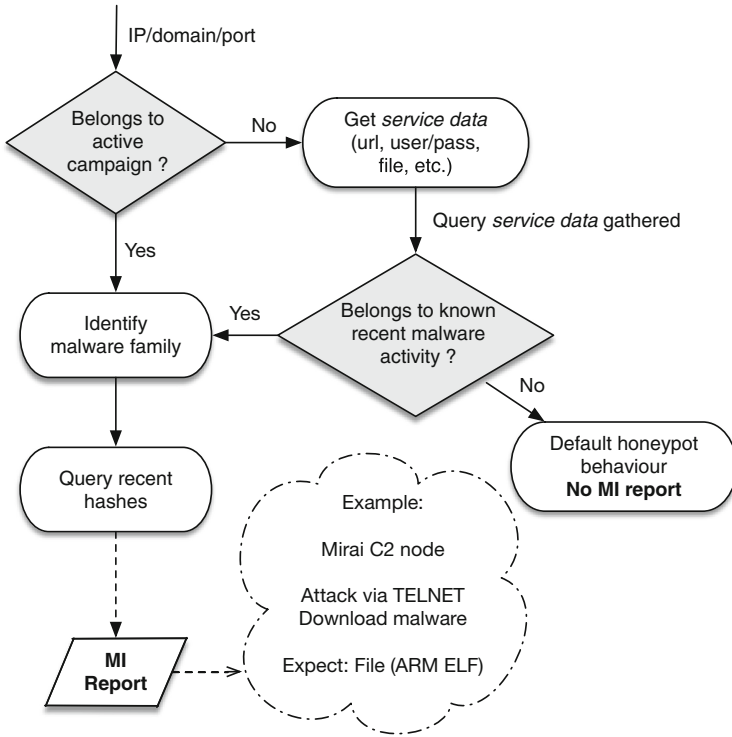 IP/domain/port
Belongs to
active
campaign ?
No
Get service data
(url, user/pass,
file, etc.)
Query service data gathered
Yes
Belongs to known
recent malware
activity ?
Yes
Identify
malware family
No
Default honeypot
behaviour
No MI report
Query recent
hashes
Example:
Mirai C2 node
Attack via TELNET
Download malware
Expect: File (ARM ELF)
MI
Report